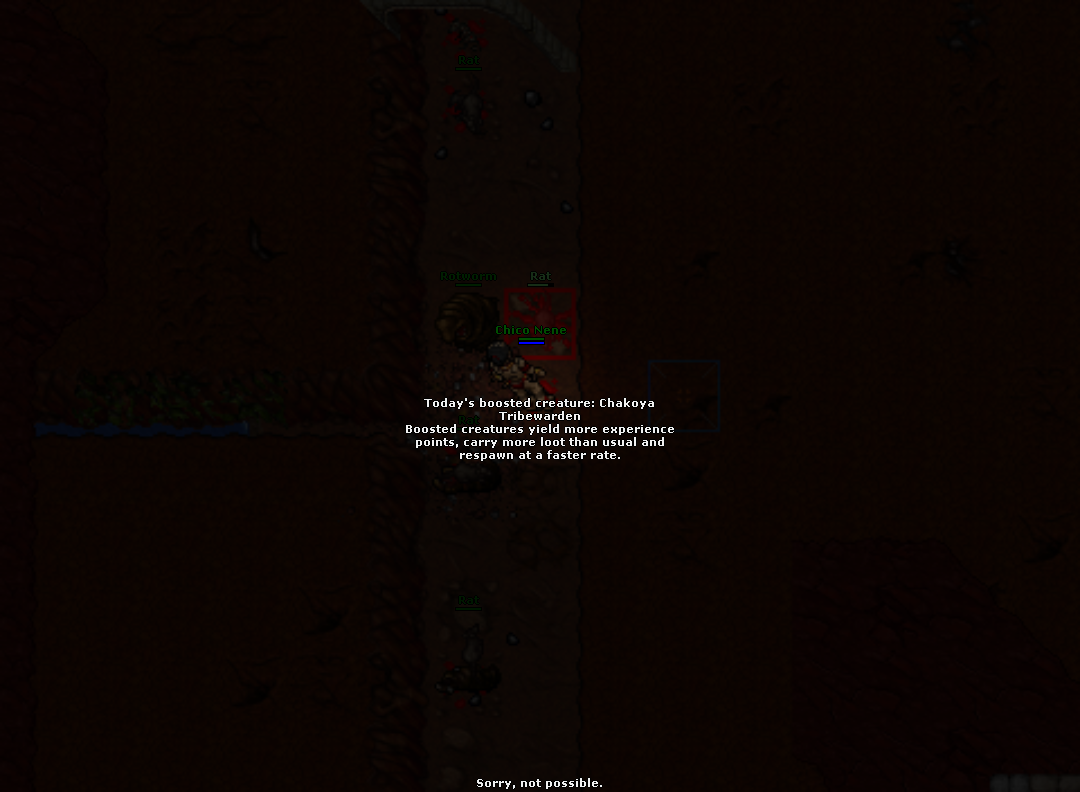 Rat
Rotworm
Rat
Chico Nene
Today's boosted creature: Chakoya
Tribewarden
Boosted creatures yield more experience
points, carry more loot than usual and
respawn at a faster rate.
Rat
Sorry, not possible.